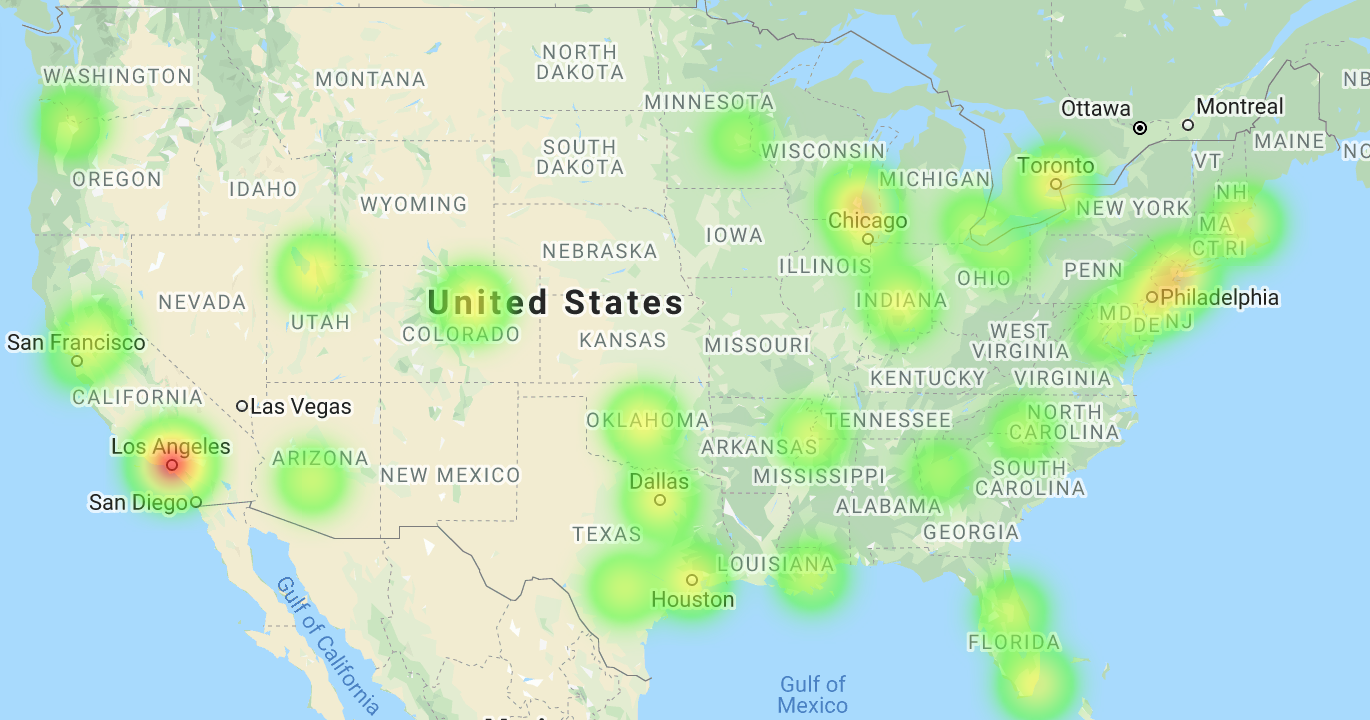 NORTH
DAKOTA
WASHINGTON
MONTANA
NB
MINNESOTA
Ottawa
Montreal
MAINE
NO
SOUTH
DAKOTA
WISCONSIN
VT
Toronto
OREGON
IDAHO
MICHIGAN
NH
WYOMING
NEW YORK
Chicago
MA
IOWA
CT RI
NEBRASKA
ILLINOIS
OHIO
PENN
NEVADA
United States
INDIANA
Philadelphia
MD
DE NJ
UTAH
COLORADO
KANSAS
MISSOURI
WEST
VIRGINIA
San Francisco
KENTUCKY
VIRGINIA
CALIFORNIA
Las Vegas
OKLAHOMA
TENNESSEE
NORTH
CAROLINA
Los Angeles
ARIZONA
NEW MEXICO
ARKANSAS
MISSISSIPPI
SOUTH
CAROLINA
Dallas
San Diego
ALABAMA
TEXAS
GEORGIA
LOUISIANA
Houston
Gulf of California
FLORIDA
Gulf of
Mexico